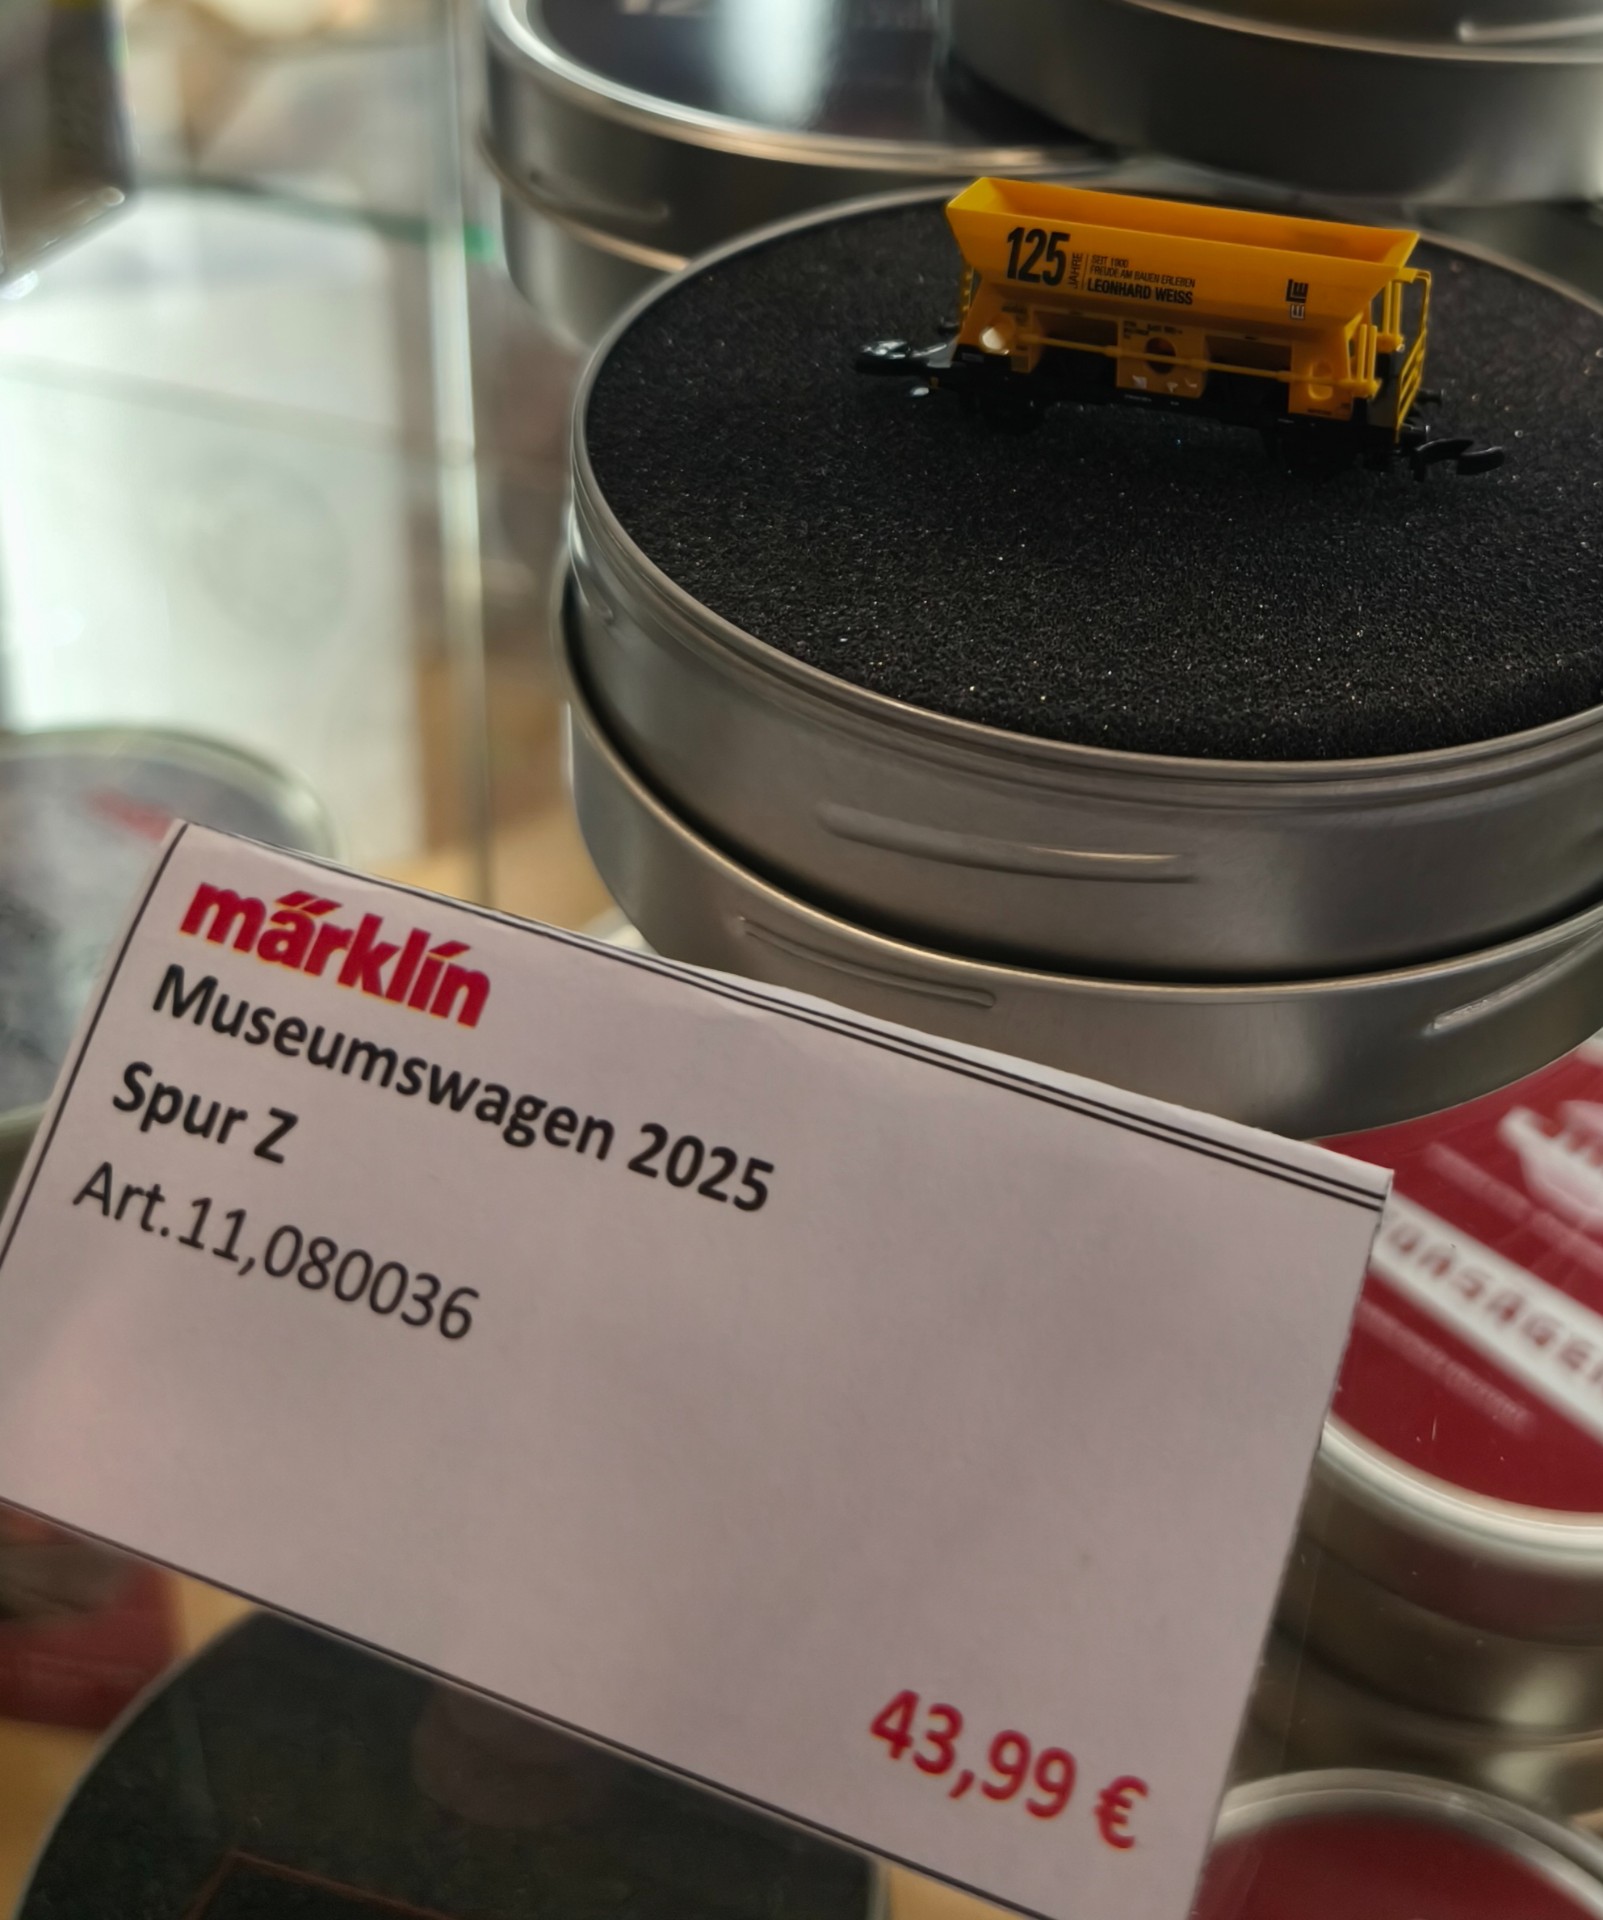 125
JAHRE
SEIT 1900
FREUDE AM BAUEN ERLEBEN
LEONHARD WEISS
märklin
Museumswagen 2025
Spur Z
Art.11,080036
43,99 €